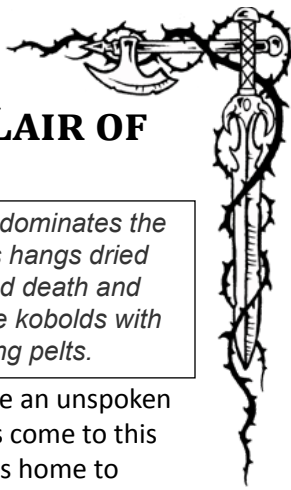 LAIR OF
dominates the
s hangs dried
d death and
e kobolds with
ng pelts.
e an unspoken
s come to this
s home to